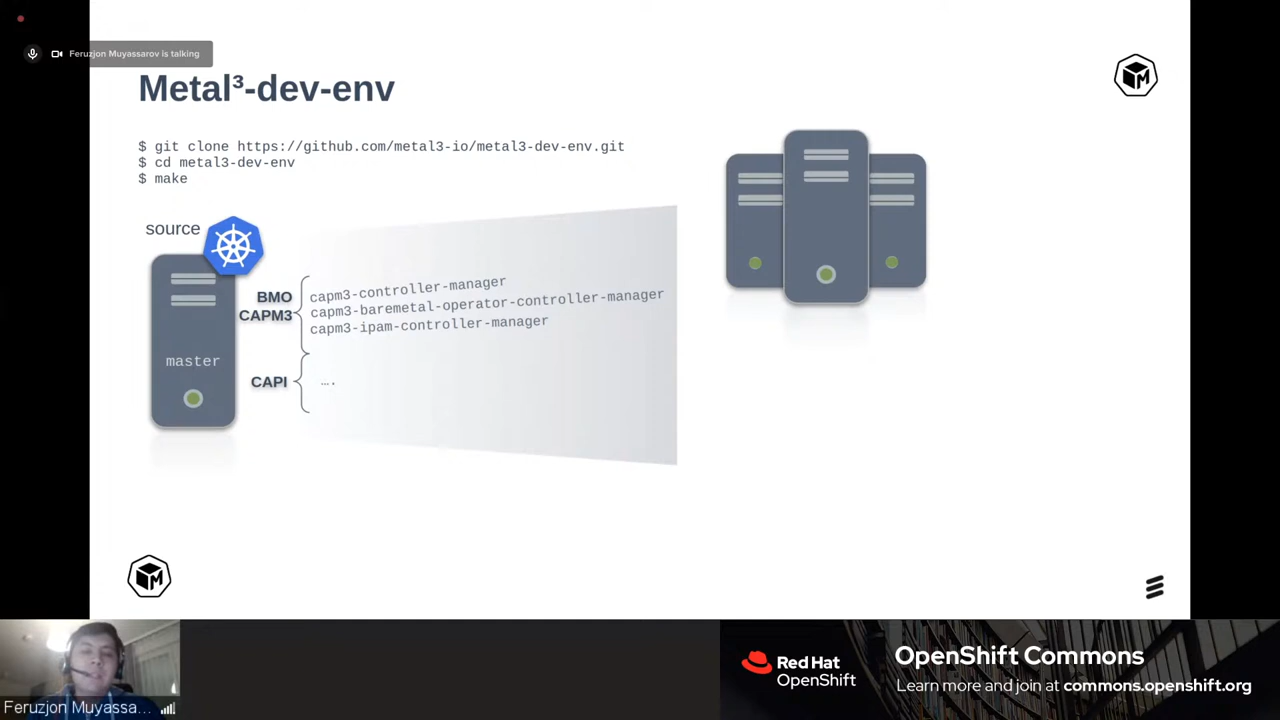 Feruzjon Muyassarov is talking
Metal³-dev-env
$ git clone https://github.com/metal3-io/metal3-dev-env.git
$ cd metal3-dev-env
$ make
source
master
BMO
CAPM3
capm3-controller-manager
capm3-baremetal-operator-controller-manager
capm3-ipam-controller-manager
CAPI
….
Feruzjon Muyassa...
Red Hat
OpenShift
OpenShift Commons
Learn more and join at commons.openshift.org